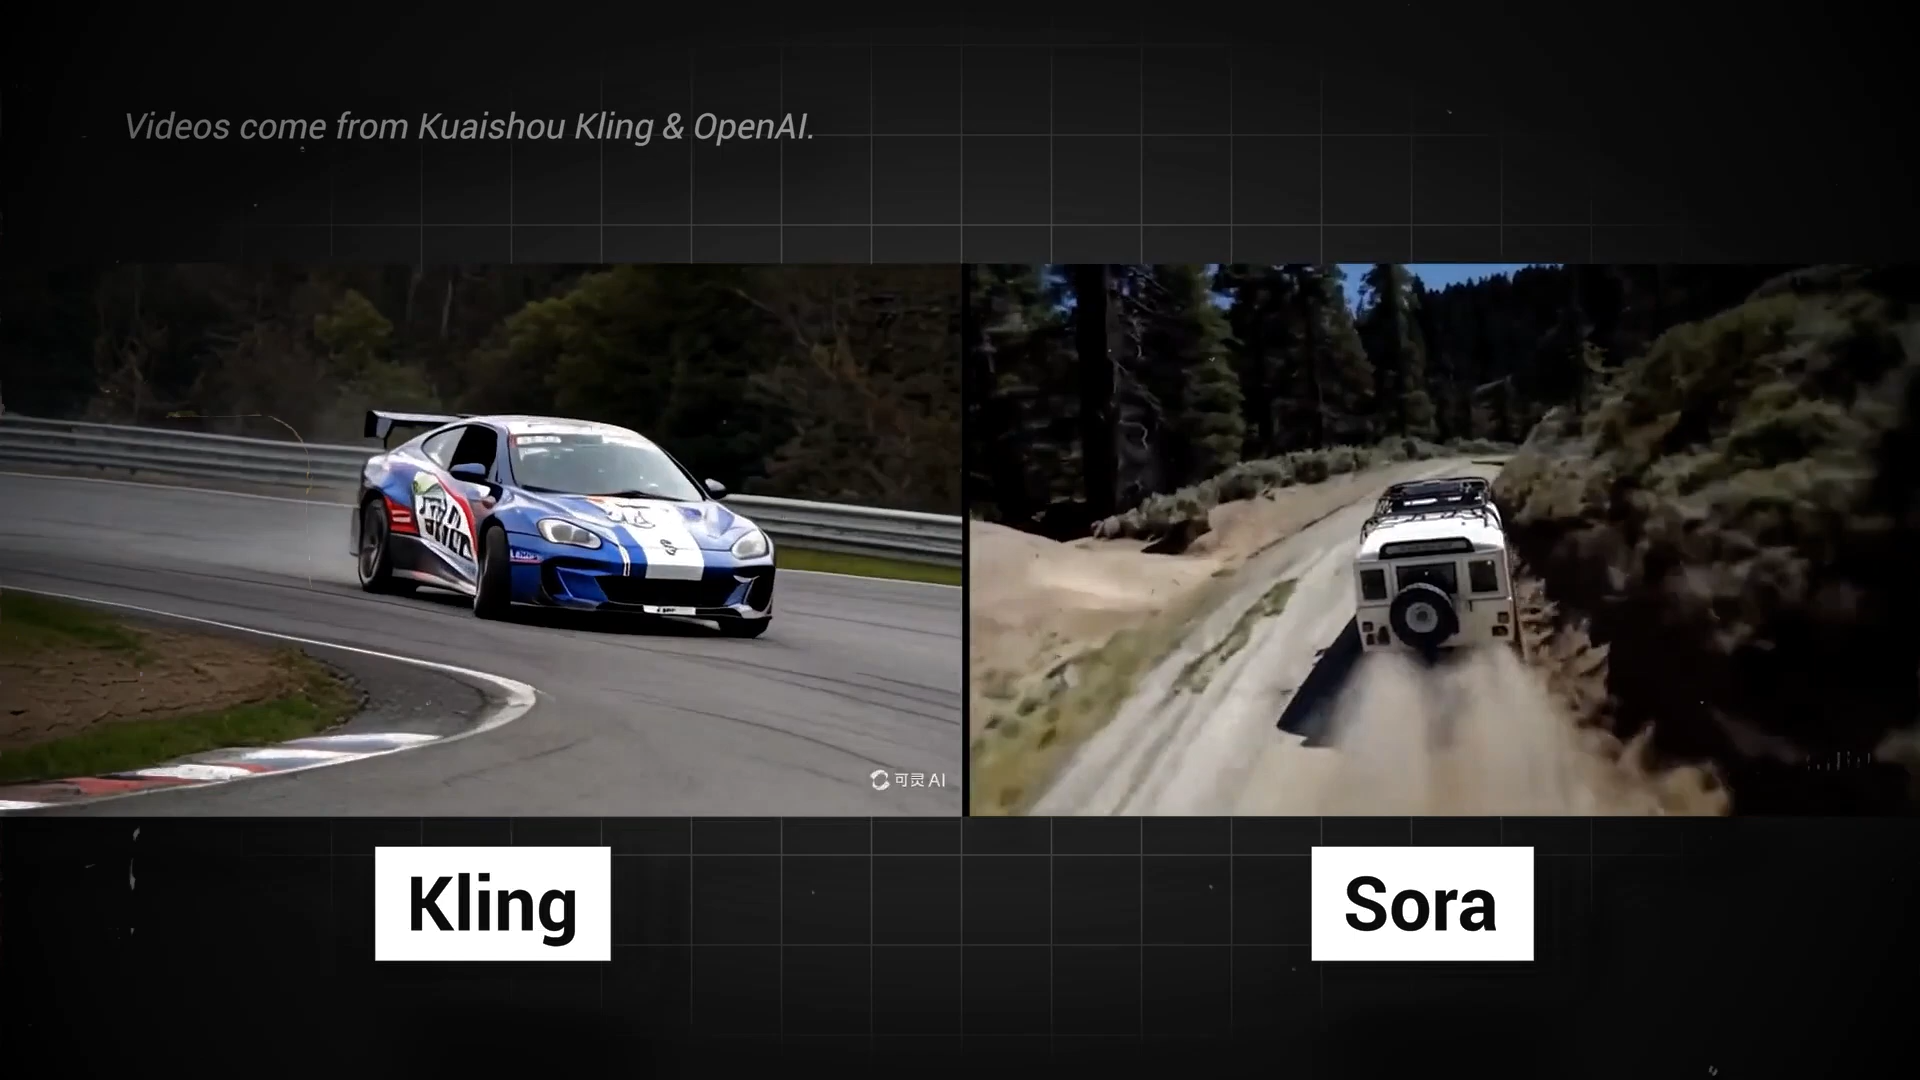 Videos come from Kuaishou Kling & OpenAI.
可灵 AI
Kling
Sora